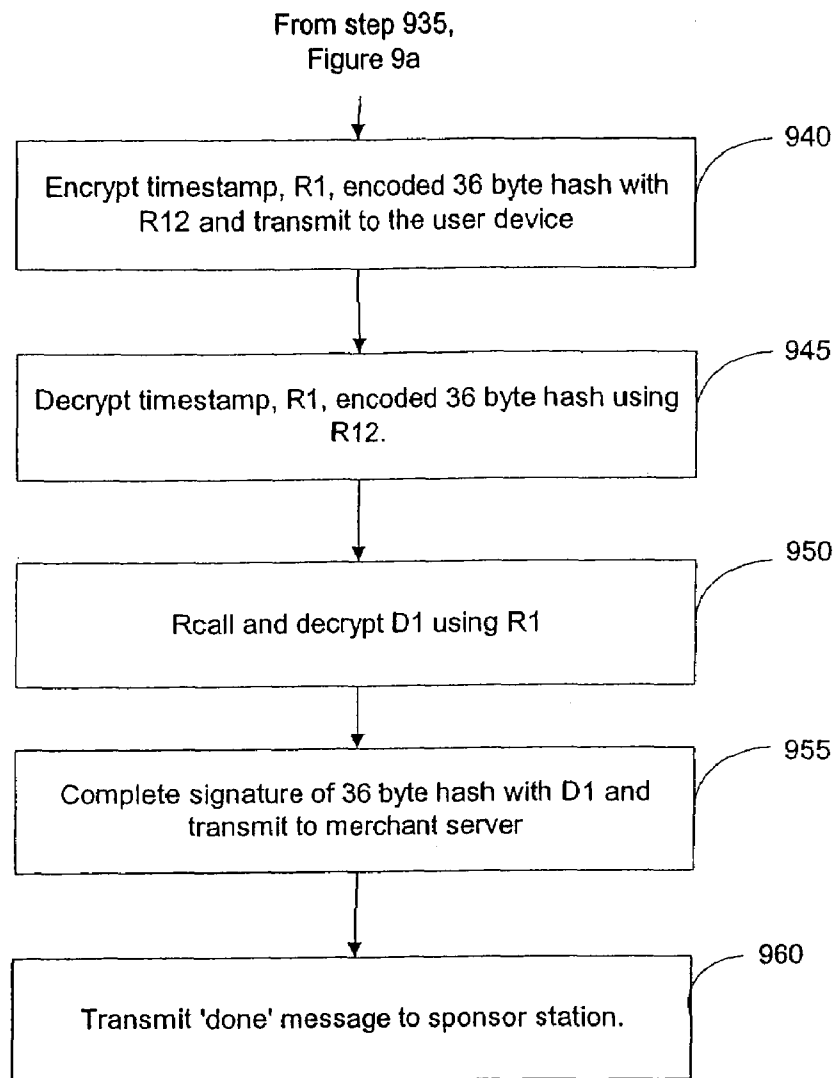 From step 935,
Figure 9a
940
Encrypt timestamp, R1, encoded 36 byte hash with
R12 and transmit to the user device
945
Decrypt timestamp, R1, encoded 36 byte hash using
R12.
950
Rcall and decrypt D1 using R1
955
Complete signature of 36 byte hash with D1 and
transmit to merchant server
960
Transmit 'done' message to sponsor station.